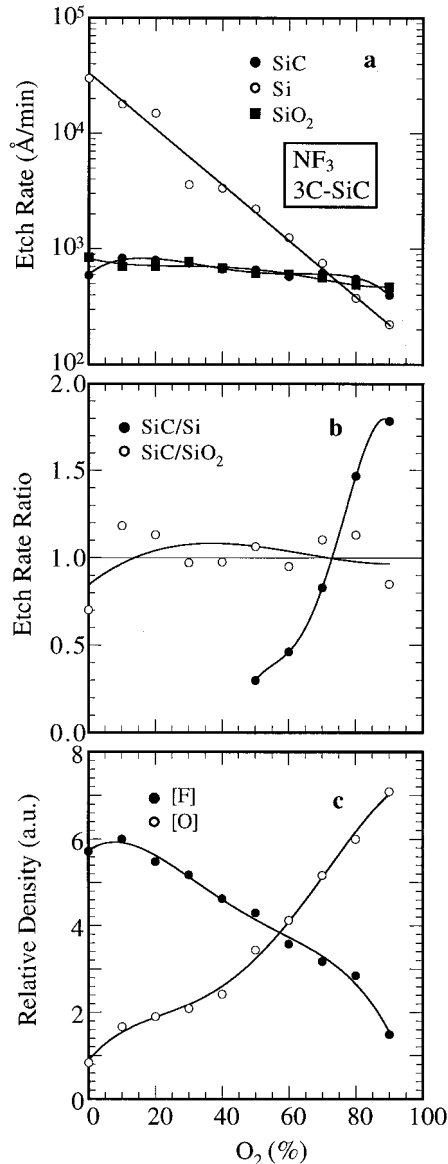 10⁵
10⁴
10³
10²
Etch Rate (Å/min)
a
SiC
Si
SiO₂
NF₃
3C-SiC
2.0
1.5
1.0
0.5
0.0
Etch Rate Ratio
b
SiC/Si
SiC/SiO₂
8
6
4
2
0
Relative Density (a.u.)
c
[F]
[O]
0 20 40 60 80 100
O₂ (%)